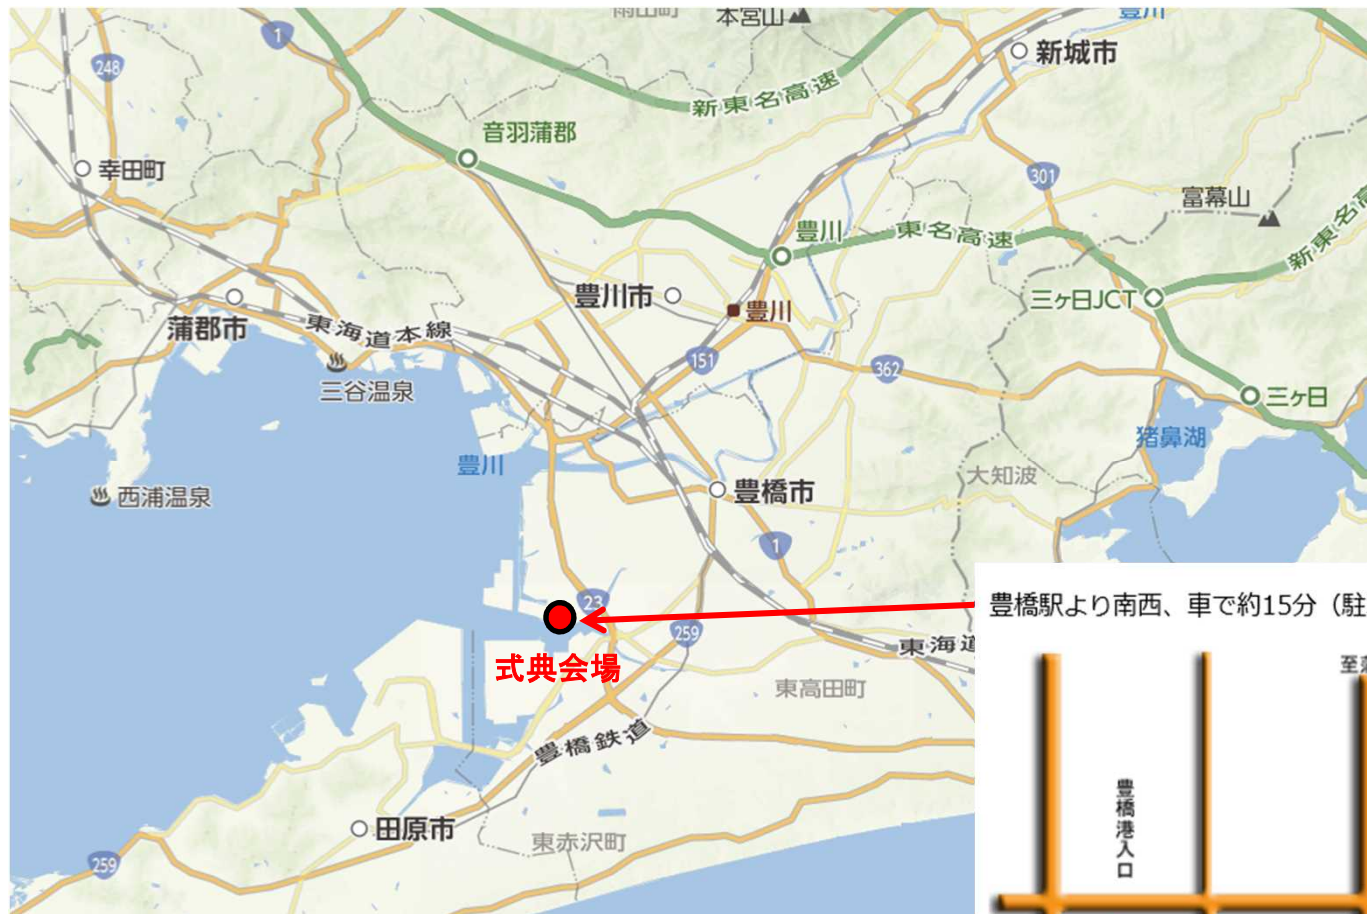 本宮山
豊川
1
新城市
248
新東名高速
音羽蒲郡
幸田町
301
富幕山
豊川
東名高速
新東名高
豊川市
三ヶ日JCT
豊川
蒲郡市
東海道本線
151
362
三谷温泉
三ヶ日
猪鼻湖
豊川
大知波
西浦温泉
豊橋市
1
23
豊橋駅より南西、車で約15分（駐
259
東海道
式典会場
至
東高田町
豊橋鉄道
豊橋港入口
田原市
東赤沢町
259